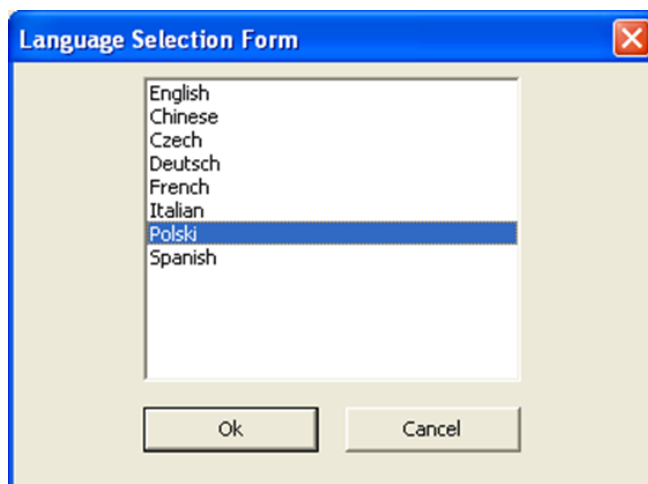 Language Selection Form
English
Chinese
Czech
Deutsch
French
Italian
Polski
Spanish
Ok
Cancel